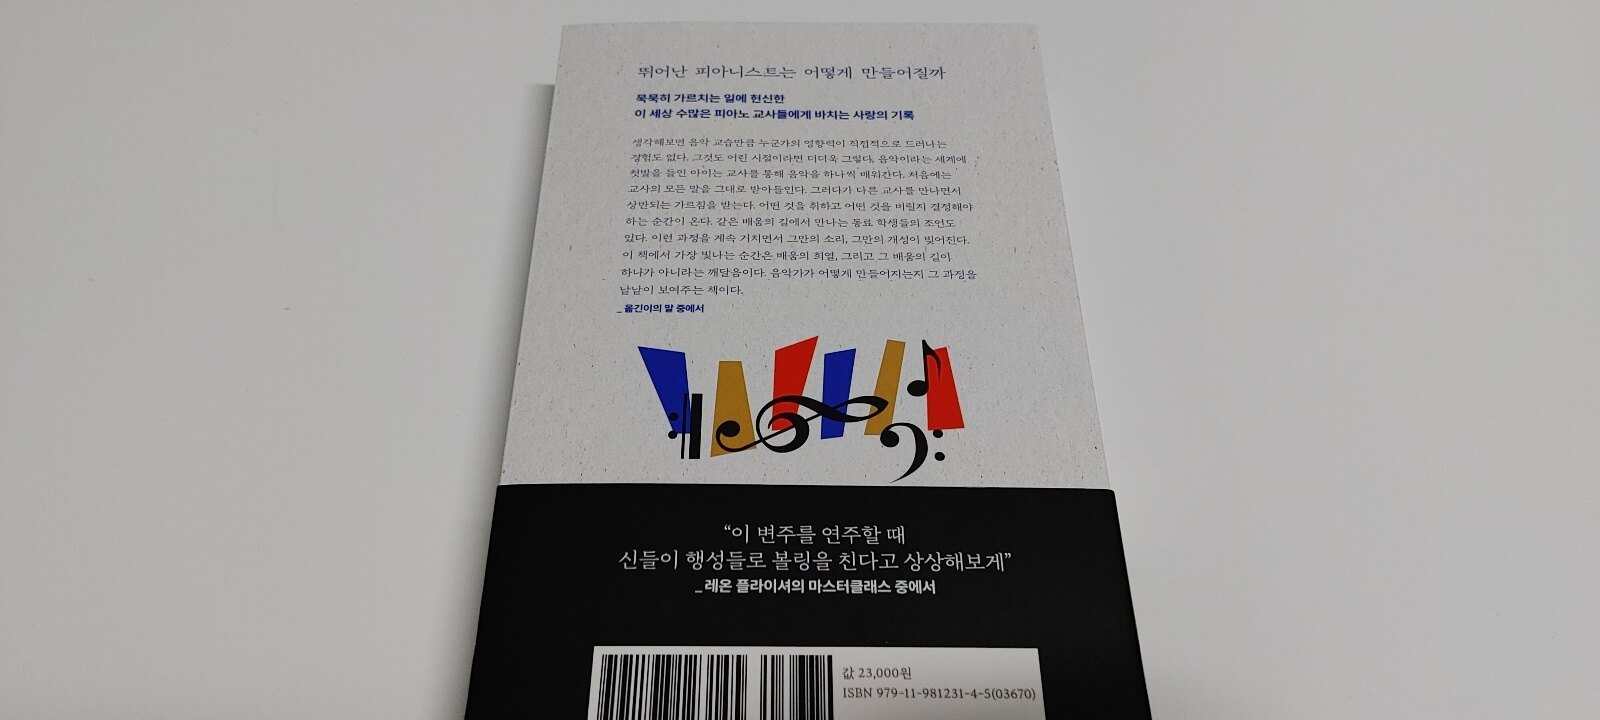 뛰어난 피아니스트는 어떻게 만들어질까
묵묵히 가르치는 일에 헌신한
이 세상 수많은 피아노 교사들에게 바치는 사랑의 기록
생각해보면 음악 교습만큼 누군가의 영향력이 직접적으로 드러나는
경험도 없다. 그것도 어린 시절이라면 더더욱 그렇다. 음악이라는 세계에
첫발을 들인 아이는 교사를 통해 음악을 하나씩 배워간다. 처음에는
교사의 모든 말을 그대로 받아들인다. 그러다가 다른 교사를 만나면서
상반되는 가르침을 받는다. 어떤 것을 취하고 어떤 것을 버릴지 결정해야
하는 순간이 온다. 같은 배움의 길에서 만나는 동료 학생들의 조언도
있다. 이런 과정을 계속 거치면서 그만의 소리, 그만의 개성이 빚어진다.
이 책에서 가장 빛나는 순간은 배움의 희열, 그리고 그 배움의 길이
하나가 아니라는 깨달음이다. 음악가가 어떻게 만들어지는지 그 과정을
낱낱이 보여주는 책이다.
_옮긴이의 말 중에서
“이 변주를 연주할 때
신들이 행성들로 볼링을 친다고 상상해보게”
_레온 플라이셔의 마스터클래스 중에서
값 23,000원
ISBN 979-11-981231-4-5(03670)